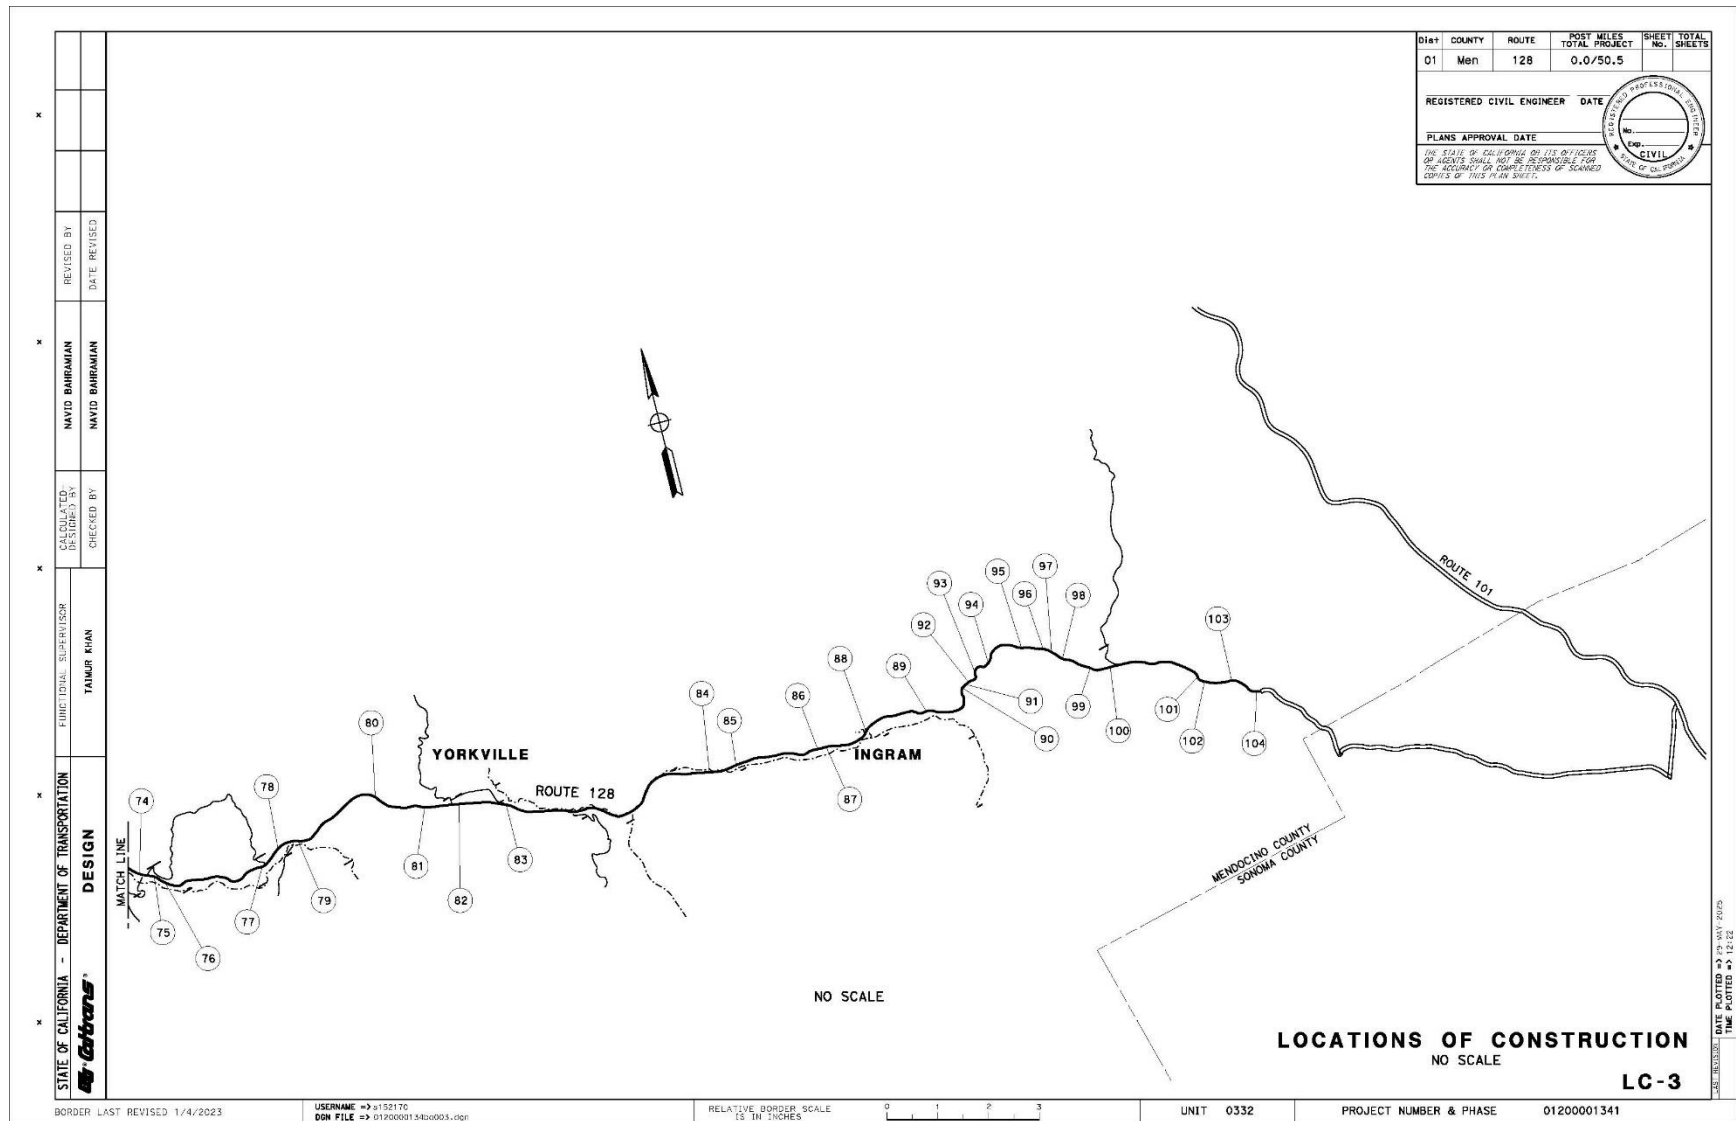 Dist COUNTY ROUTE POST MILES TOTAL PROJECT SHEET No. TOTAL SHEETS
01 Men 128 0.0/50.5
REGISTERED CIVIL ENGINEER DATE
PLANS APPROVAL DATE
THE STATE OF CALIFORNIA OR ITS OFFICERS
OR AGENTS SHALL NOT BE RESPONSIBLE FOR
THE ACCURACY OR COMPLETENESS OF SCANNED
COPIES OF THIS PLAN SHEET.
REGISTERED PROFESSIONAL ENGINEER
No.
Exp.
CIVIL
STATE OF CALIFORNIA
REVISED BY
DATE REVISED
NAVID BAHRAMIAN
NAVID BAHRAMIAN
CALCULATED-
DESIGNED BY
CHECKED BY
FUNCTIONAL SUPERVISOR
TAIMUR KHAN
STATE OF CALIFORNIA - DEPARTMENT OF TRANSPORTATION
DESIGN
Caltrans
ROUTE 101
97
95
93
98
96
94
103
92
88
89
84
86
85
91
99
101
100
90
102
104
80
YORKVILLE
INGRAM
ROUTE 128
78
74
87
MATCH LINE
81
83
82
79
77
75
76
MENDOCINO COUNTY
SONOMA COUNTY
NO SCALE
LOCATIONS OF CONSTRUCTION
NO SCALE
LC-3
LAST REVISION
DATE PLOTTED => 29-MAY-2025
TIME PLOTTED => 12:22
BORDER LAST REVISED 1/4/2023
USERNAME => s152170
DGN FILE => 0120000134ba003.dgn
RELATIVE BORDER SCALE
IS IN INCHES
0 1 2 3
UNIT 0332
PROJECT NUMBER & PHASE 01200001341